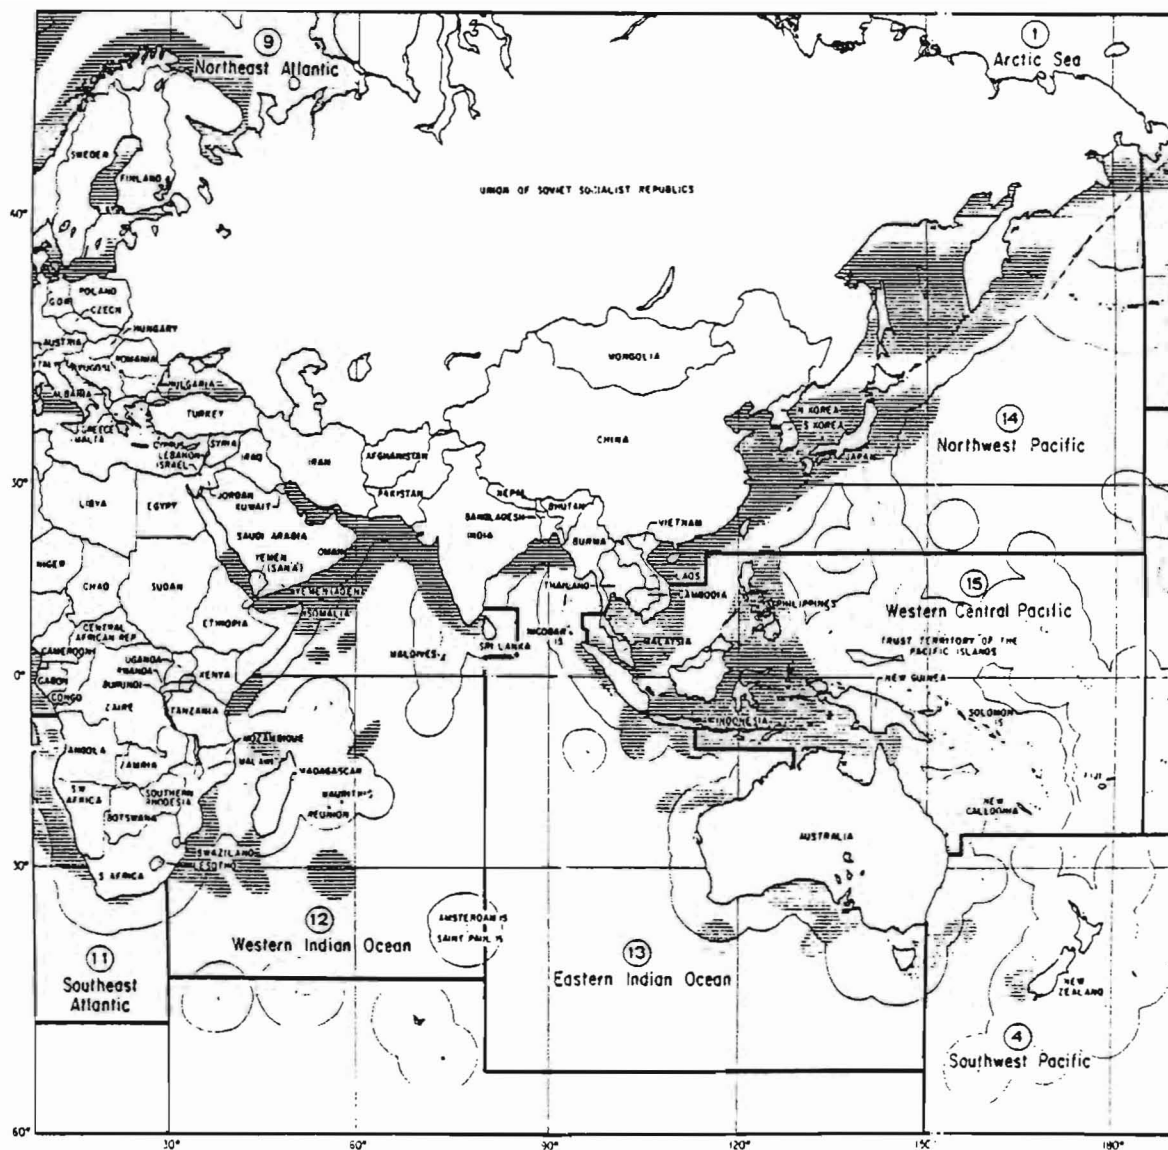 9
Northeast Atlantic
1
Arctic Sea
SWEDEN
FINLAND
UNION OF SOVIET SOCIALIST REPUBLICS
POLAND
CZECH
HUNGARY
AUSTRIA
ROMANIA
BULGARIA
ALBANIA
TURKEY
GREECE
MALTA
CYPRUS
LEBANON
ISRAEL
SYRIA
IRAQ
IRAN
AFGHANISTAN
MONGOLIA
CHINA
N KOREA
S KOREA
JAPAN
14
Northwest Pacific
LIBYA
EGYPT
JORDAN
KUWAIT
PAKISTAN
NEPAL
BHUTAN
BANGLADESH
INDIA
BURMA
VIETNAM
SAUDI ARABIA
OMAN
YEMEN
(SANA)
YEMEN(ADEN)
SOMALIA
NIGER
CHAD
SUDAN
ETHIOPIA
LAOS
THAILAND
CAMBODIA
PHILIPPINES
15
Western Central Pacific
TRUST TERRITORY OF THE
PACIFIC ISLANDS
CENTRAL
AFRICAN REP.
CAMEROON
UGANDA
RWANDA
BURUNDI
KENYA
GABON
CONGO
ZAIRE
TANZANIA
MALDIVES
SRI LANKA
NICOBAR
IS
MALAYSIA
NEW GUINEA
INDONESIA
SOLOMON
IS
0°
ANGOLA
ZAMBIA
MALAWI
MOZAMBIQUE
MADAGASCAR
MAURITIUS
REUNION
S.W.
AFRICA
SOUTHERN
RHODESIA
BOTSWANA
SWAZILAND
LESOTHO
S AFRICA
AUSTRALIA
FIJI
NEW
CALEDONIA
12
Western Indian Ocean
AMSTERDAM IS
SAINT PAUL IS
13
Eastern Indian Ocean
11
Southeast
Atlantic
NEW
ZEALAND
4
Southwest Pacific
60°
30°
60°
90°
120°
180°